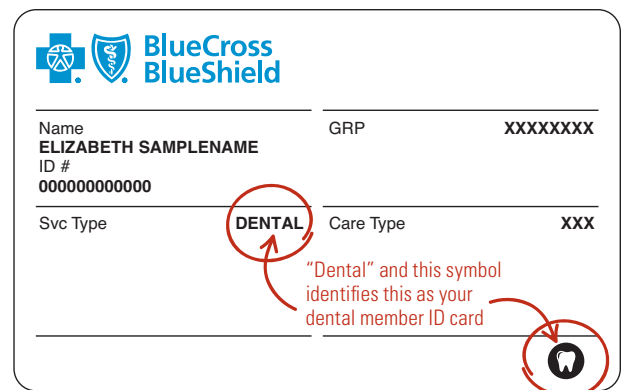 BlueCross
BlueShield
Name
ELIZABETH SAMPLENAME
ID #
000000000000
GRP XXXXXXXX
Svc Type DENTAL
Care Type XXX
"Dental" and this symbol
identifies this as your
dental member ID card